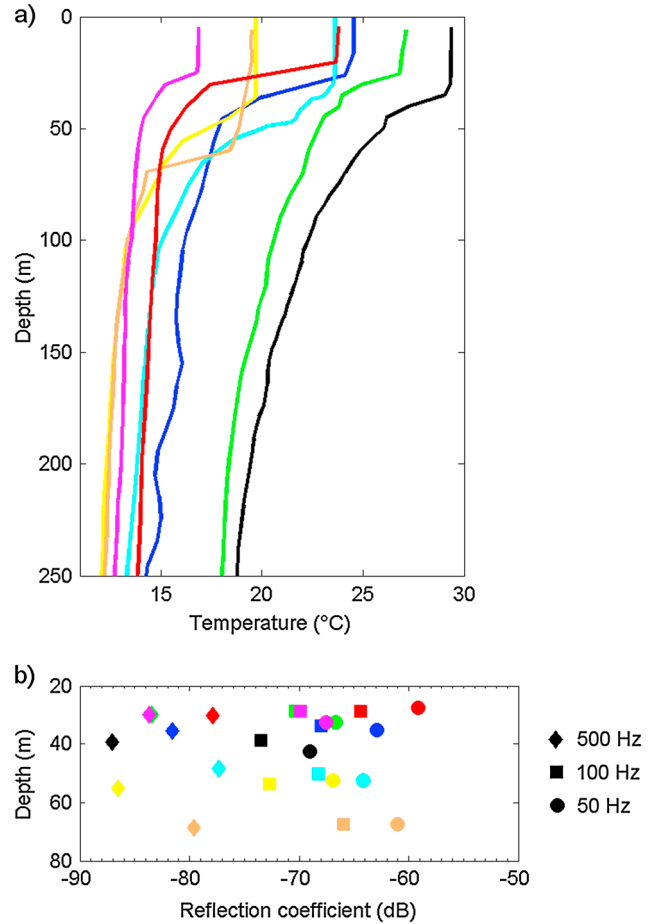 a)
0
50
100
150
200
250
Depth (m)
15 20 25 30
Temperature (°C)
b)
20
40
60
80
Depth (m)
-90 -80 -70 -60 -50
Reflection coefficient (dB)
500 Hz
100 Hz
50 Hz